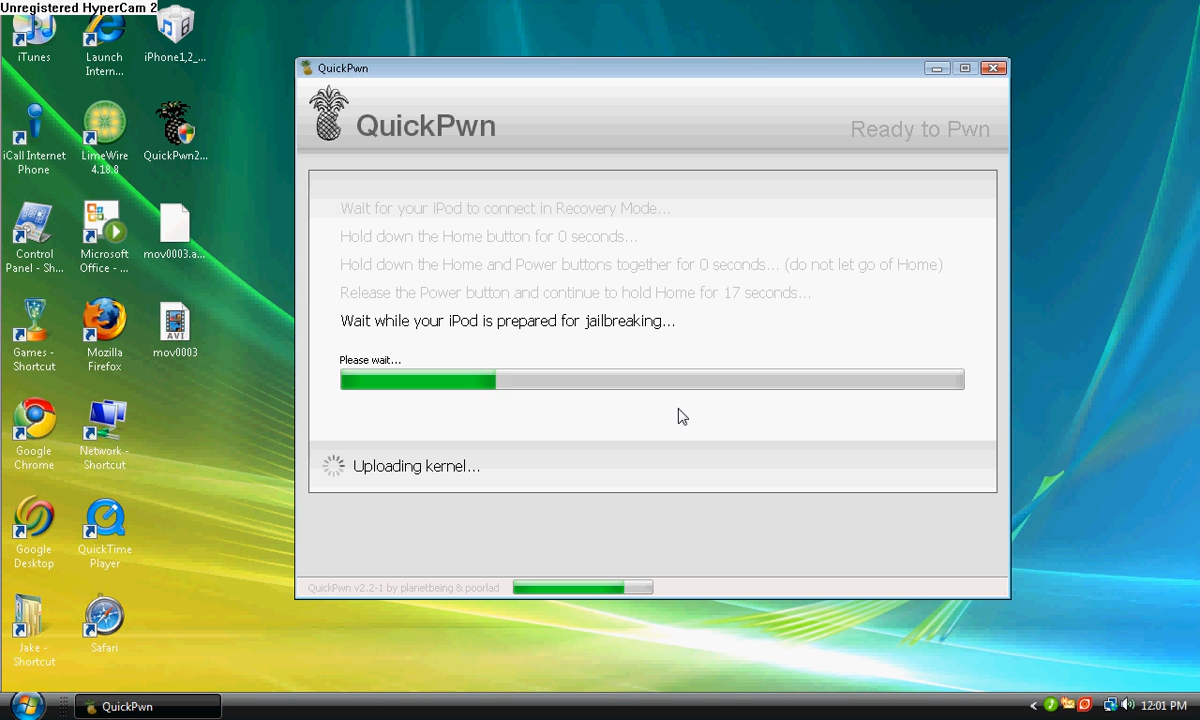 Unregistered HyperCam 2
iTunes
Launch
Intern...
iPhone1,2_...
iCall Internet
Phone
LimeWire
4.18.8
QuickPwn2...
Control
Panel - Sh...
Microsoft
Office - ...
mov0003.a...
Games -
Shortcut
Mozilla
Firefox
AVI
mov0003
Google
Chrome
Network -
Shortcut
Google
Desktop
QuickTime
Player
Jake -
Shortcut
Safari
QuickPwn
QuickPwn
Ready to Pwn
Wait for your iPod to connect in Recovery Mode...
Hold down the Home button for 0 seconds...
Hold down the Home and Power buttons together for 0 seconds... (do not let go of Home)
Release the Power button and continue to hold Home for 17 seconds...
Wait while your iPod is prepared for jailbreaking...
Please wait...
Uploading kernel...
QuickPwn v2.2-1 by planetbeing & poorlad
QuickPwn
12:01 PM